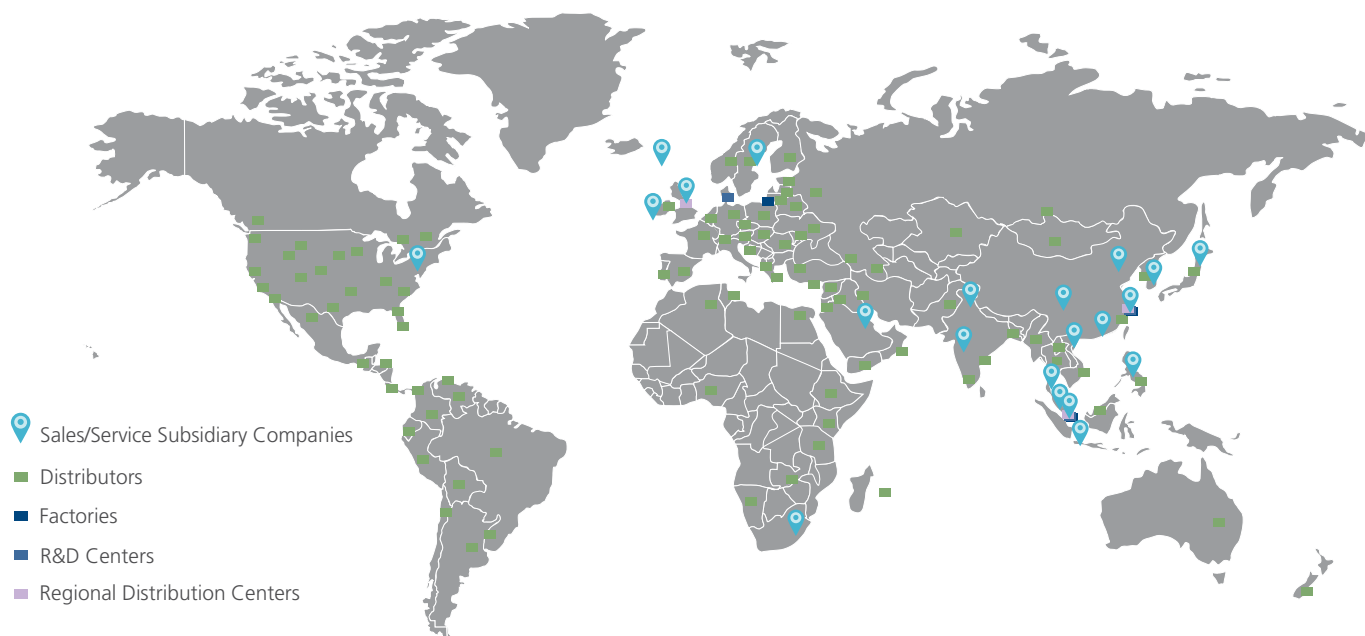 Sales/Service Subsidiary Companies
Distributors
Factories
R&D Centers
Regional Distribution Centers